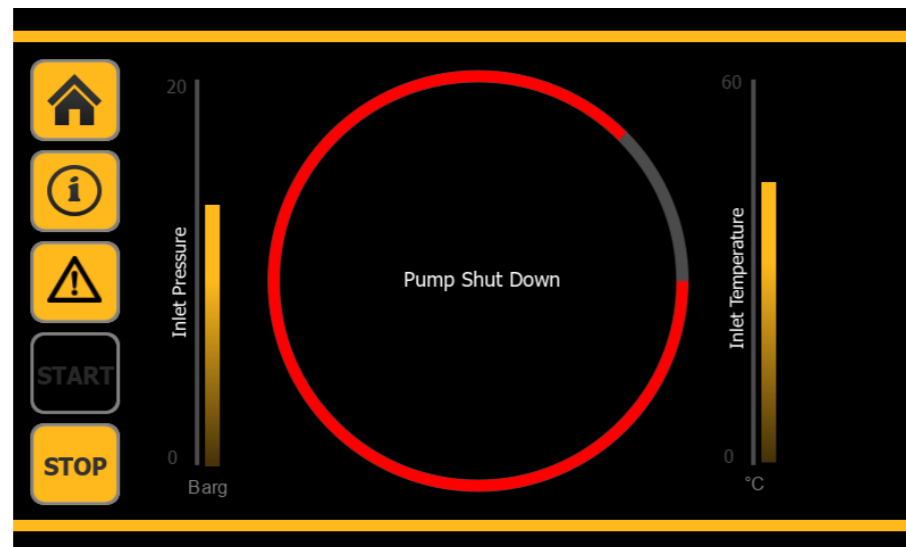 20
60
Inlet Pressure
Pump Shut Down
Inlet Temperature
START
STOP
0
0
Barg
°C